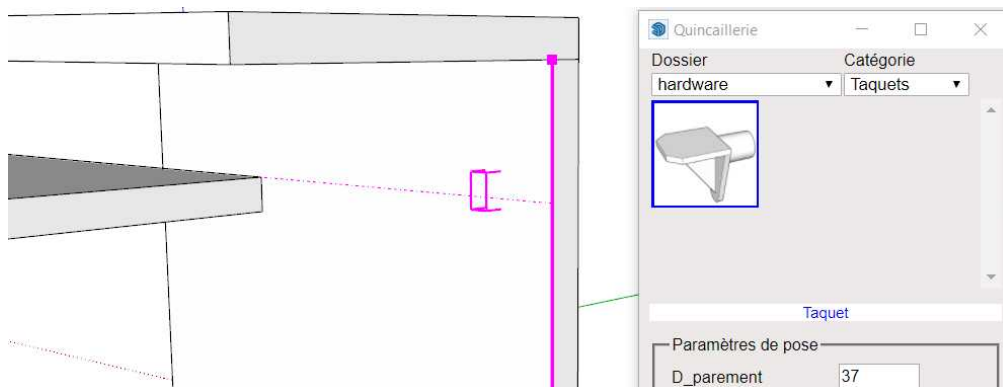 Quincaillerie
Dossier Catégorie
hardware Taquets
Taquet
Paramètres de pose
D_parement 37